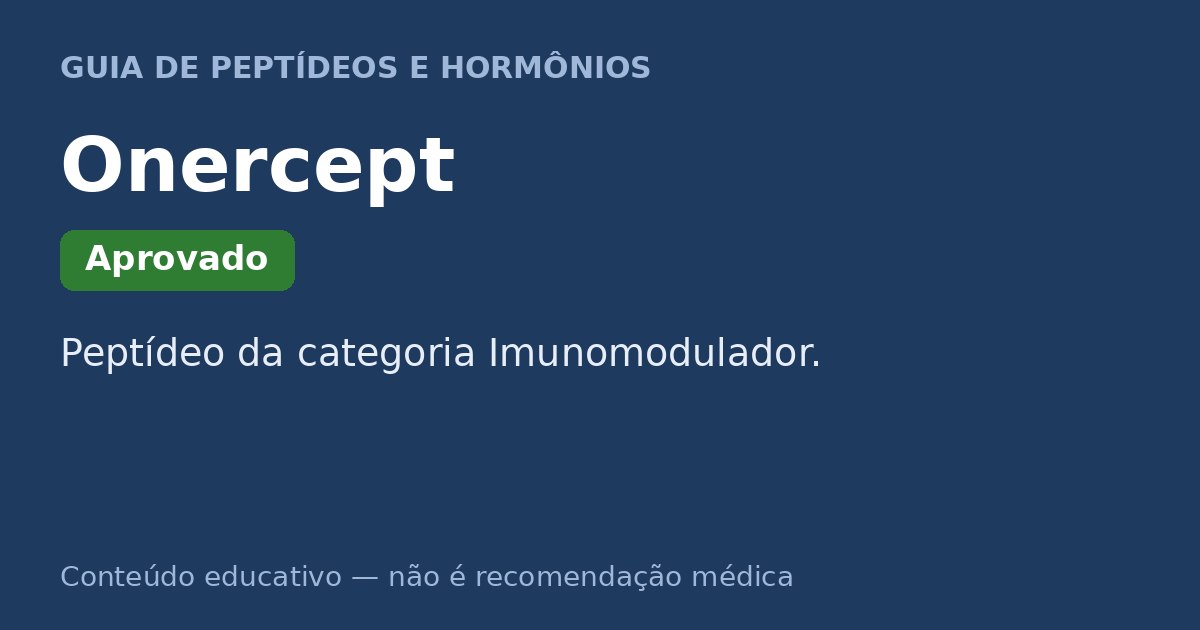 GUIA DE PEPTÍDEOS E HORMÔNIOS
Onercept
Aprovado
Peptídeo da categoria Imunomodulador.
Conteúdo educativo — não é recomendação médica